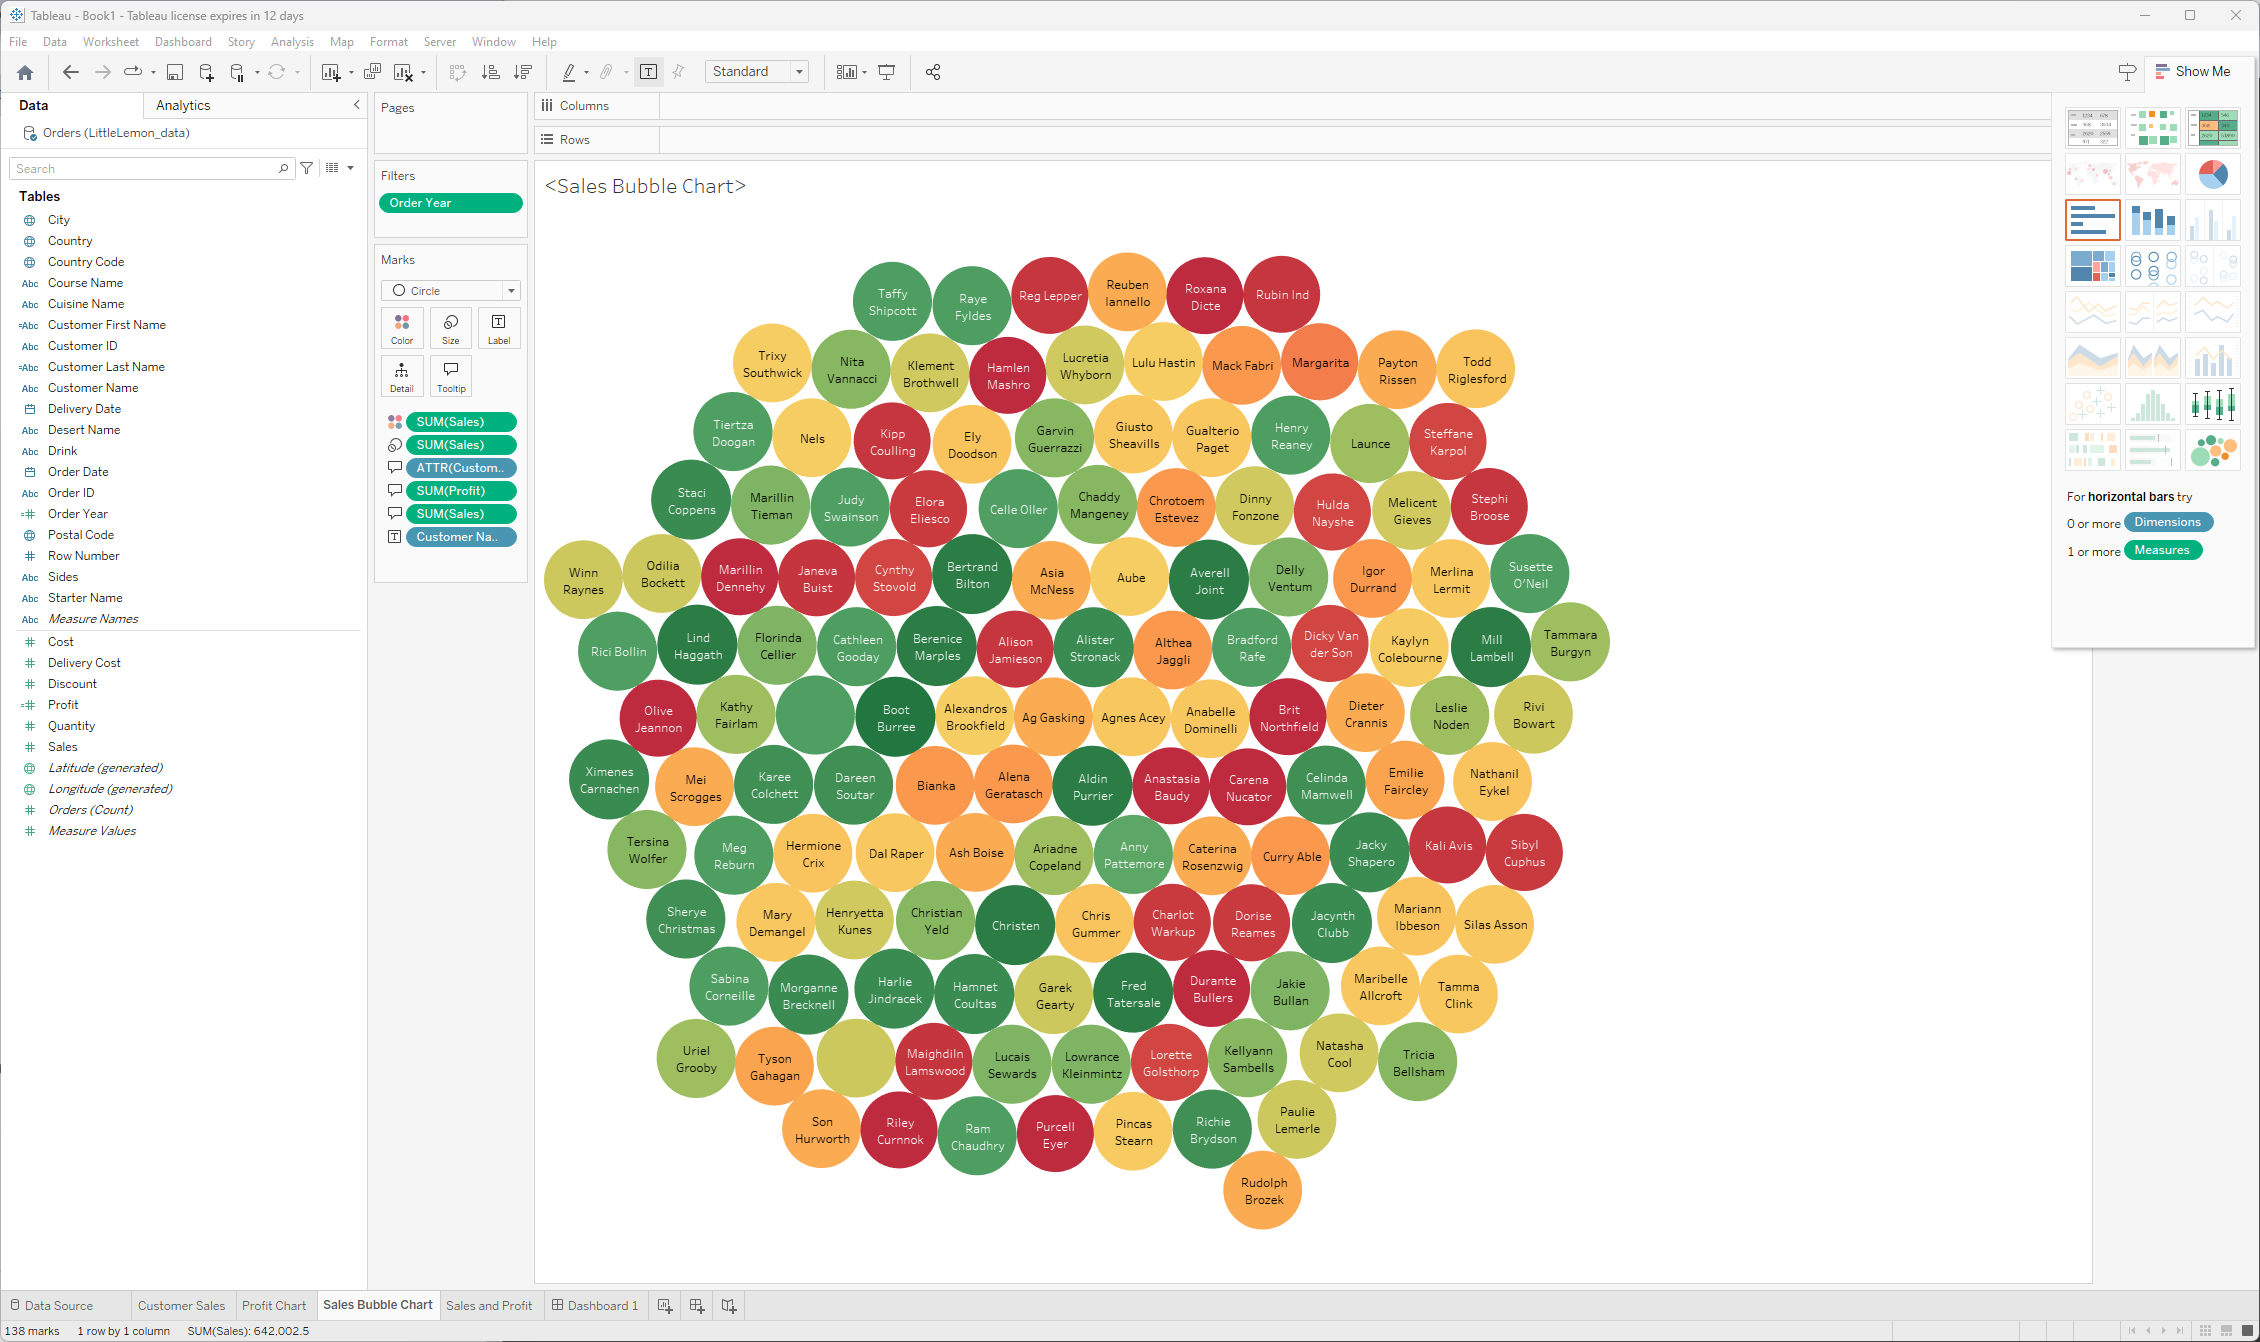 Tableau - Book1 - Tableau license expires in 12 days
File Data Worksheet Dashboard Story Analysis Map Format Server Window Help
Standard
Show Me
Data Analytics
Orders (LittleLemon_data)
Search
Tables
City
Country
Country Code
Abc Course Name
Abc Cuisine Name
=Abc Customer First Name
Abc Customer ID
=Abc Customer Last Name
Abc Customer Name
Delivery Date
Abc Desert Name
Abc Drink
Order Date
Abc Order ID
=# Order Year
Postal Code
# Row Number
Abc Sides
Abc Starter Name
Abc Measure Names
# Cost
# Delivery Cost
# Discount
=# Profit
# Quantity
# Sales
Latitude (generated)
Longitude (generated)
# Orders (Count)
# Measure Values
Pages
Filters
Order Year
Marks
Circle
Color Size Label
Detail Tooltip
SUM(Sales)
SUM(Sales)
ATTR(Custom..
SUM(Profit)
SUM(Sales)
Customer Na..
Columns
Rows
<Sales Bubble Chart>
Taffy Shipcott
Raye Fyldes
Reg Lepper
Reuben Iannello
Roxana Dicte
Rubin Ind
Trixy Southwick
Nita Vannacci
Klement Brothwell
Hamlen Mashro
Lucretia Whyborn
Lulu Hastin
Mack Fabri
Margarita
Payton Rissen
Todd Riglesford
Tiertza Doogan
Nels
Kipp Coulling
Ely Doodson
Garvin Guerrazzi
Giusto Sheavills
Gualterio Paget
Henry Reaney
Launce
Steffane Karpol
Staci Coppens
Marillin Tieman
Judy Swainson
Elora Eliesco
Celle Oller
Chaddy Mangeney
Chrotoem Estevez
Dinny Fonzone
Hulda Nayshe
Melicent Gieves
Stephi Broose
Winn Raynes
Odilia Bockett
Marillin Dennehy
Janeva Buist
Cynthy Stovold
Bertrand Bilton
Asia McNess
Aube
Averell Joint
Delly Ventum
Igor Durrand
Merlina Lermit
Susette O'Neil
Rici Bollin
Lind Haggath
Florinda Cellier
Cathleen Gooday
Berenice Marples
Alison Jamieson
Alister Stronack
Althea Jaggli
Bradford Rafe
Dicky Van der Son
Kaylyn Colebourne
Mill Lambell
Tammara Burgyn
Olive Jeannon
Kathy Fairlam
Boot Burree
Alexandros Brookfield
Ag Gasking
Agnes Acey
Anabelle Dominelli
Brit Northfield
Dieter Crannis
Leslie Noden
Rivi Bowart
Ximenes Carnachen
Mei Scrogges
Karee Colchett
Dareen Soutar
Bianka
Alena Geratasch
Aldin Purrier
Anastasia Baudy
Carena Nucator
Celinda Mamwell
Emilie Faircley
Nathanil Eykel
Tersina Wolfer
Meg Reburn
Hermione Crix
Dal Raper
Ash Boise
Ariadne Copeland
Anny Pattemore
Caterina Rosenzwig
Curry Able
Jacky Shapero
Kali Avis
Sibyl Cuphus
Sherye Christmas
Mary Demangel
Henryetta Kunes
Christian Yeld
Christen
Chris Gummer
Charlot Warkup
Dorise Reames
Jacynth Clubb
Mariann Ibbeson
Silas Asson
Sabina Corneille
Morganne Brecknell
Harlie Jindracek
Hamnet Coultas
Garek Gearty
Fred Tatersale
Durante Bullers
Jakie Bullan
Maribelle Allcroft
Tamma Clink
Uriel Grooby
Tyson Gahagan
Maighdiln Lamswood
Lucais Sewards
Lowrance Kleinmintz
Lorette Golsthorp
Kellyann Sambells
Natasha Cool
Tricia Bellsham
Son Hurworth
Riley Curnnok
Ram Chaudhry
Purcell Eyer
Pincas Stearn
Richie Brydson
Paulie Lemerle
Rudolph Brozek
For horizontal bars try
0 or more Dimensions
1 or more Measures
Data Source Customer Sales Profit Chart Sales Bubble Chart Sales and Profit Dashboard 1
138 marks 1 row by 1 column SUM(Sales): 642,002.5